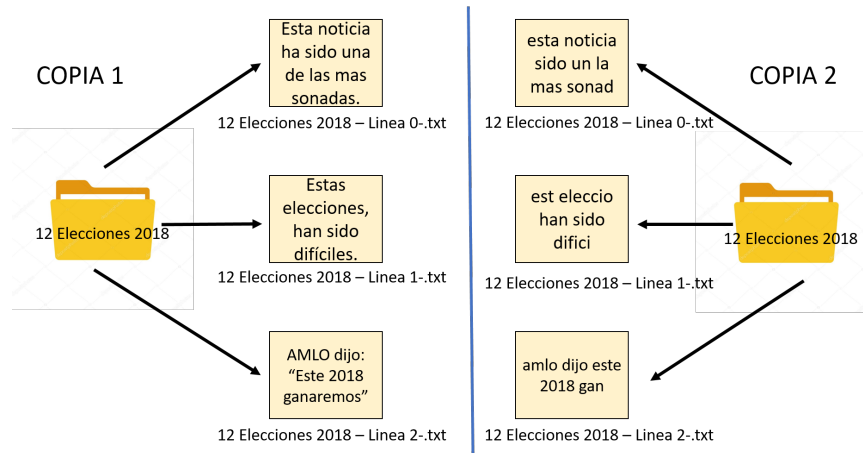 COPIA 1
Esta noticia
ha sido una
de las mas
sonadas.
12 Elecciones 2018 – Linea 0-.txt
12 Elecciones 2018
Estas
elecciones,
han sido
difíciles.
12 Elecciones 2018 – Linea 1-.txt
AMLO dijo:
“Este 2018
ganaremos”
12 Elecciones 2018 – Linea 2-.txt
COPIA 2
esta noticia
sido un la
mas sonad
12 Elecciones 2018 – Linea 0-.txt
12 Elecciones 2018
est eleccio
han sido
difici
12 Elecciones 2018 – Linea 1-.txt
amlo dijo este
2018 gan
12 Elecciones 2018 – Linea 2-.txt